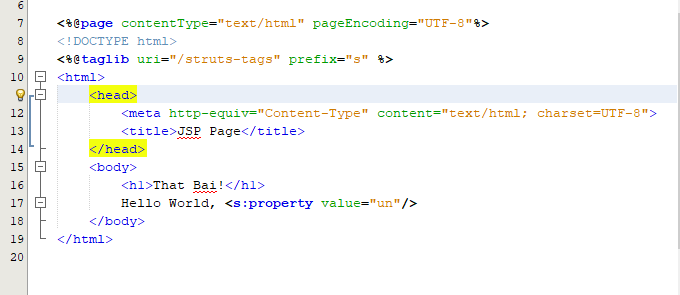 6
7 <%@page contentType="text/html" pageEncoding="UTF-8"%>
8 <!DOCTYPE html>
9 <%@taglib uri="/struts-tags" prefix="s" %>
10 <html>
<head>
12 <meta http-equiv="Content-Type" content="text/html; charset=UTF-8">
13 <title>JSP Page</title>
14 </head>
15 <body>
16 <h1>That Bai!</h1>
17 Hello World, <s:property value="un"/>
18 </body>
19 </html>
20